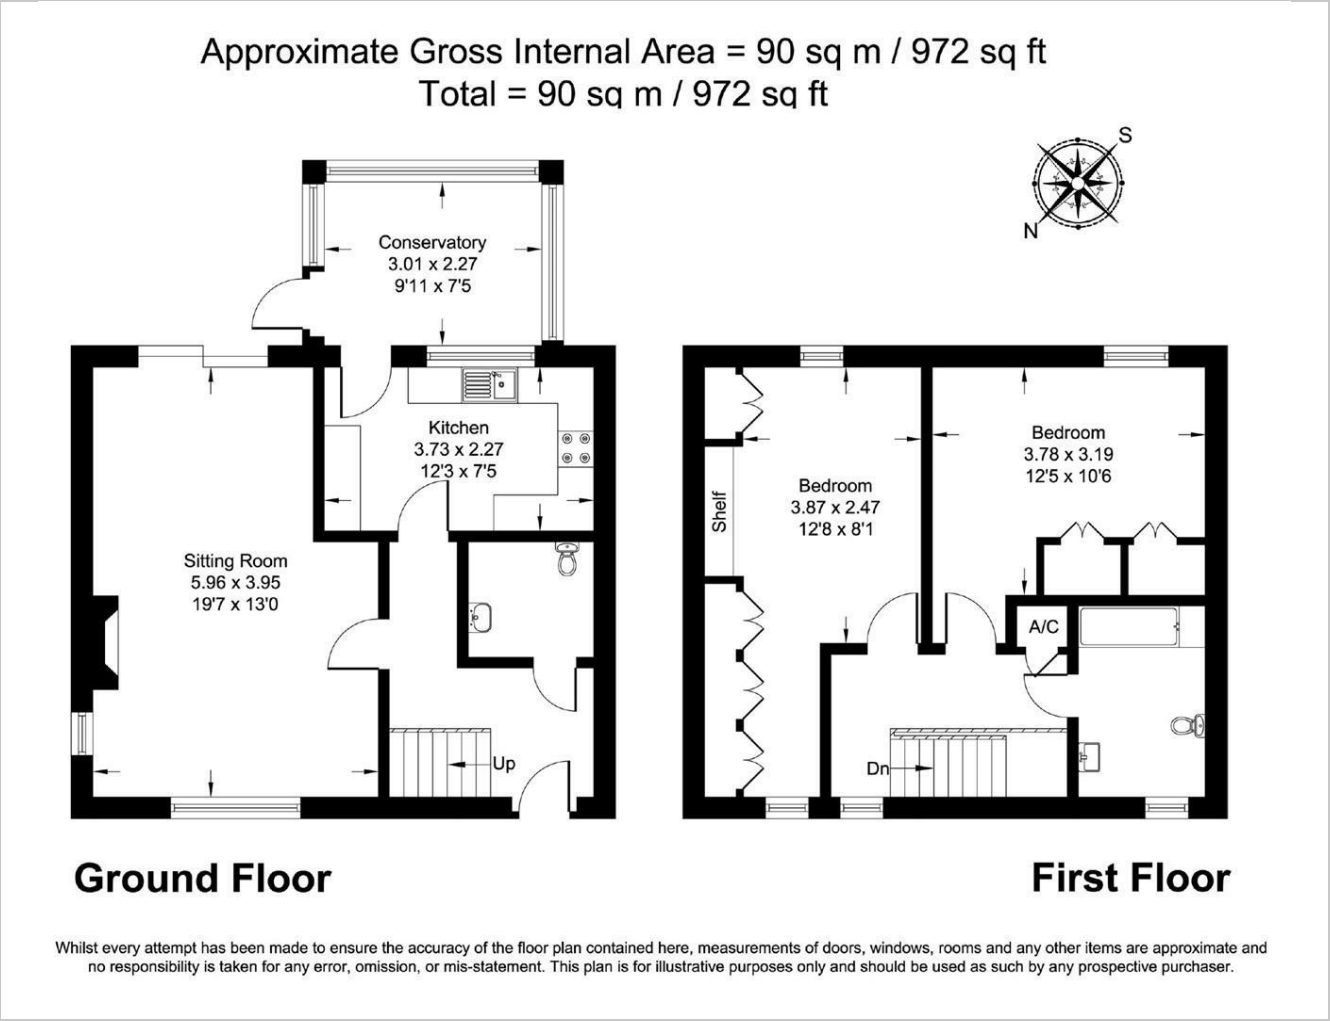 Approximate Gross Internal Area = 90 sq m / 972 sq ft
Total = 90 sq m / 972 sq ft
S
N
Conservatory
3.01 x 2.27
9'11 x 7'5
Kitchen
3.73 x 2.27
12'3 x 7'5
Sitting Room
5.96 x 3.95
19'7 x 13'0
Up
Bedroom
3.78 x 3.19
12'5 x 10'6
Bedroom
3.87 x 2.47
12'8 x 8'1
Shelf
A/C
Dn
Ground Floor
First Floor
Whilst every attempt has been made to ensure the accuracy of the floor plan contained here, measurements of doors, windows, rooms and any other items are approximate and
no responsibility is taken for any error, omission, or mis-statement. This plan is for illustrative purposes only and should be used as such by any prospective purchaser.